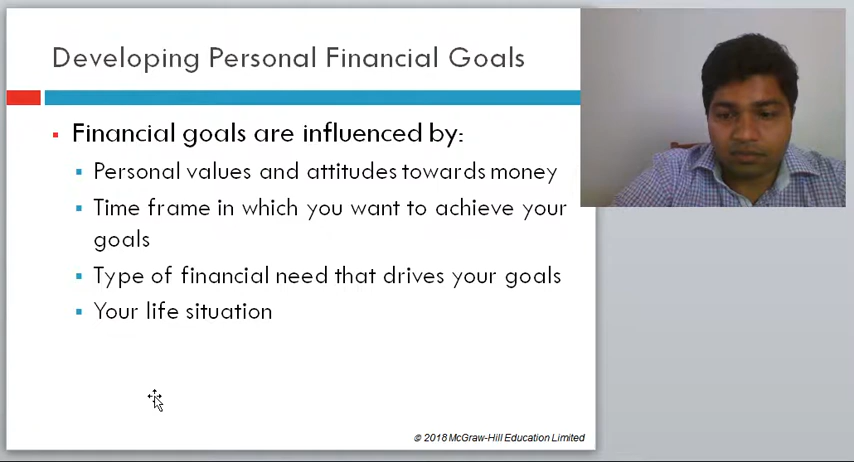 Developing Personal Financial Goals
Financial goals are influenced by:
Personal values and attitudes towards money
Time frame in which you want to achieve your
goals
Type of financial need that drives your goals
Your life situation
© 2018 McGraw-Hill Education Limited